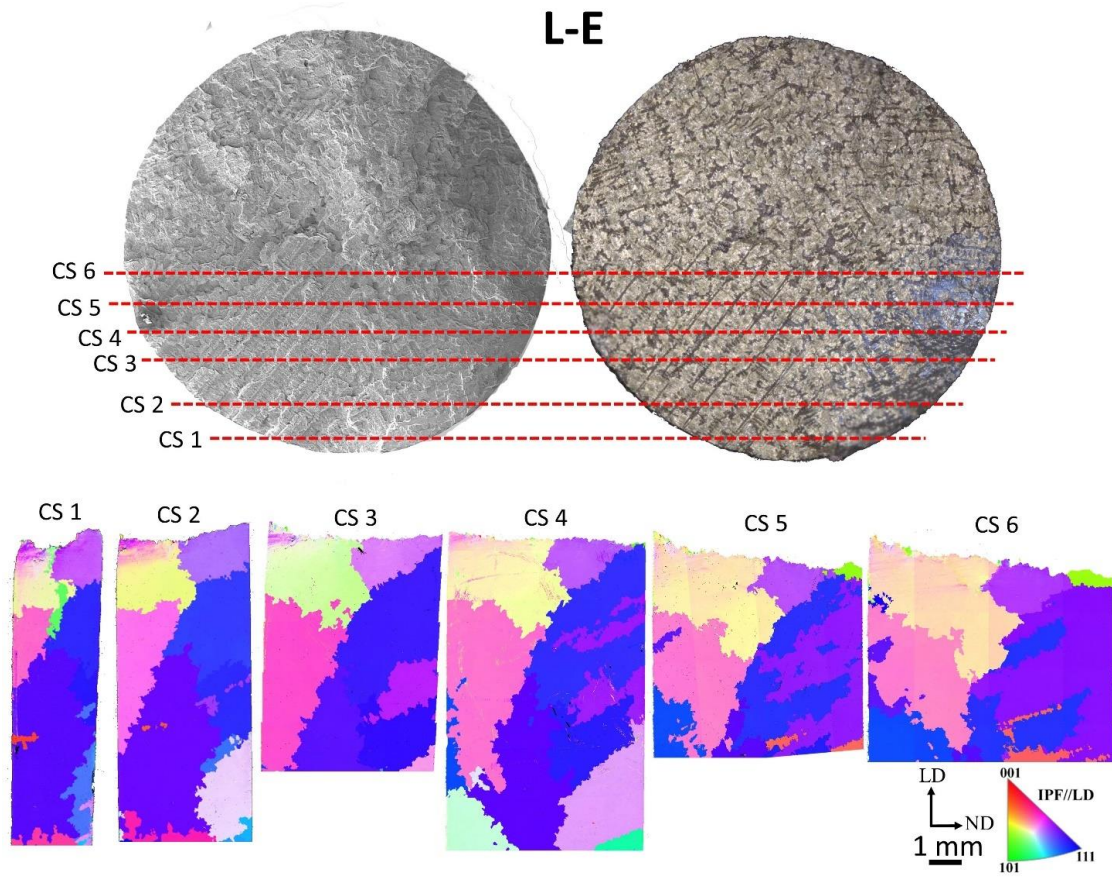 L-E
CS 6
CS 5
CS 4
CS 3
CS 2
CS 1
CS 1 CS 2 CS 3 CS 4 CS 5 CS 6
LD
ND
1 mm
001
IPF//LD
101
111